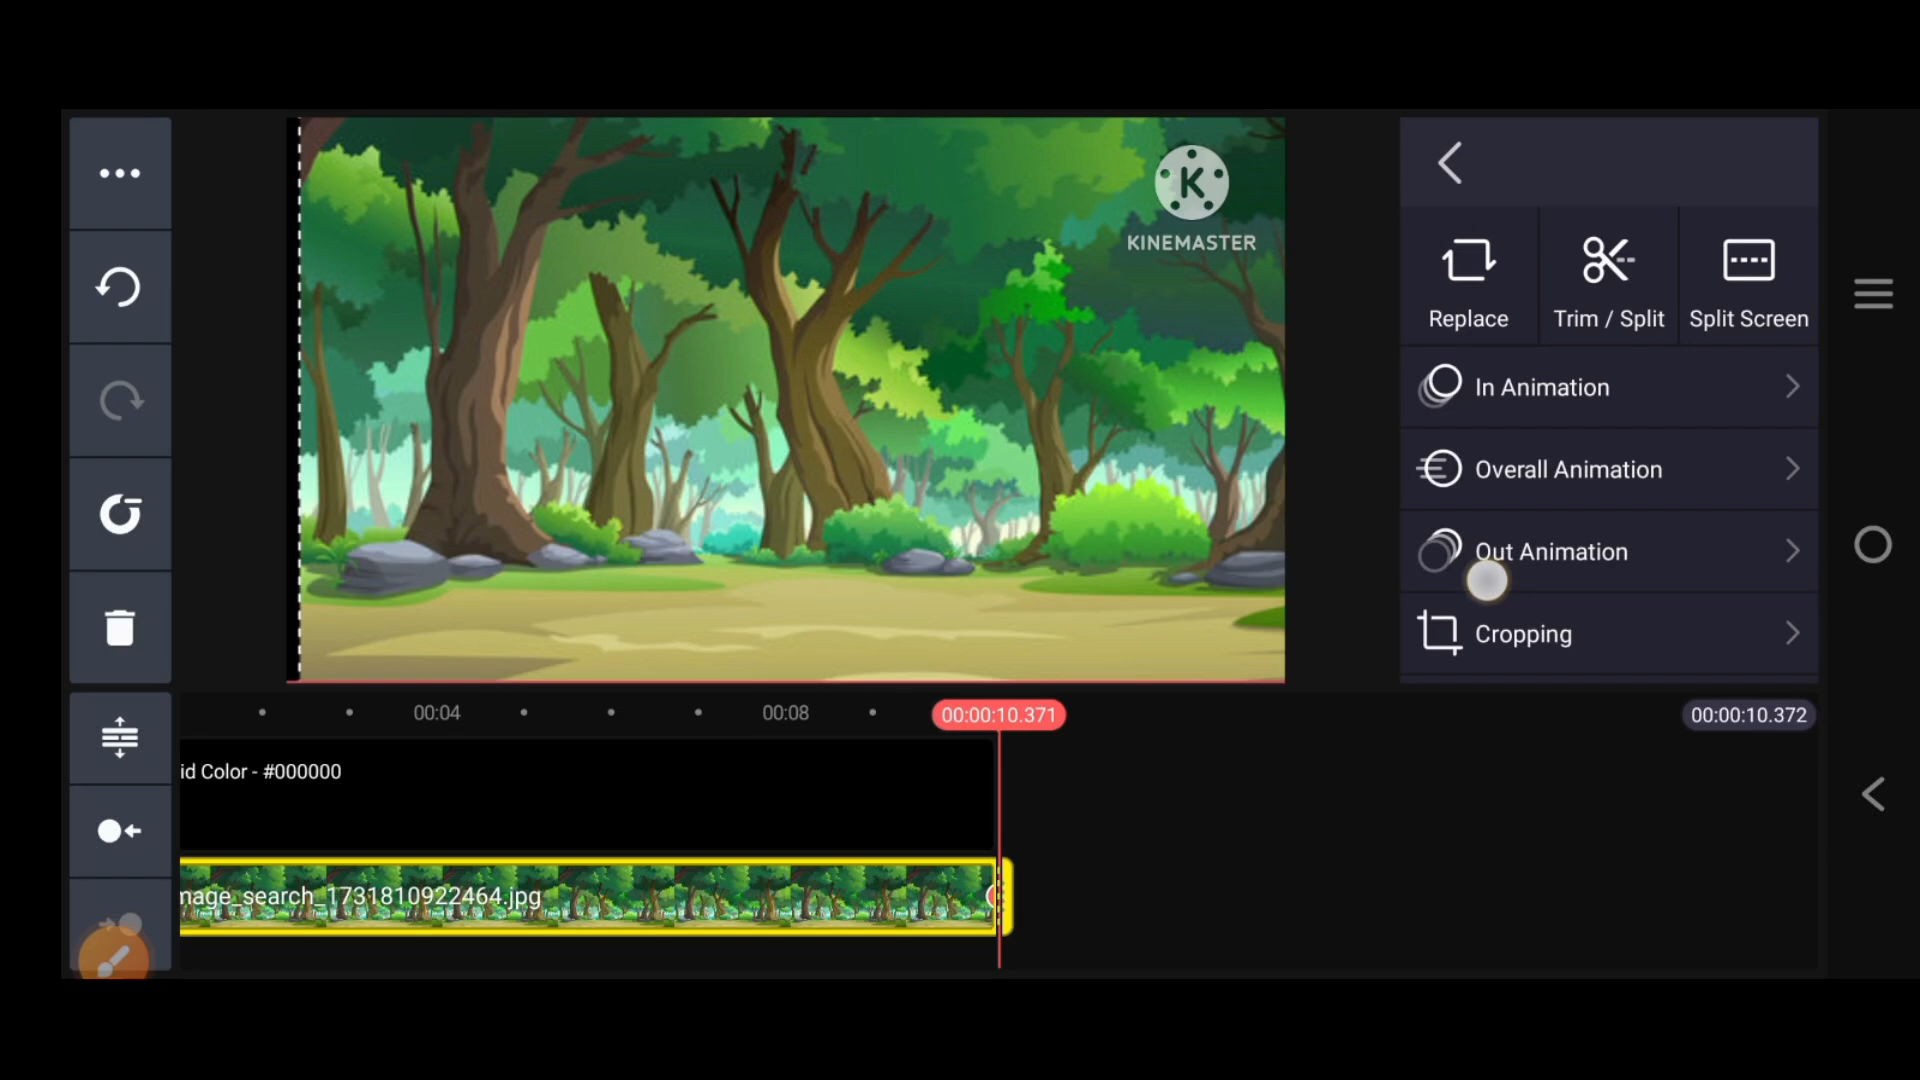 K
KINEMASTER
Replace
Trim / Split
Split Screen
In Animation
Overall Animation
Out Animation
Cropping
00:04
00:08
00:00:10.371
00:00:10.372
id Color - #000000
mage_search_1731810922464.jpg